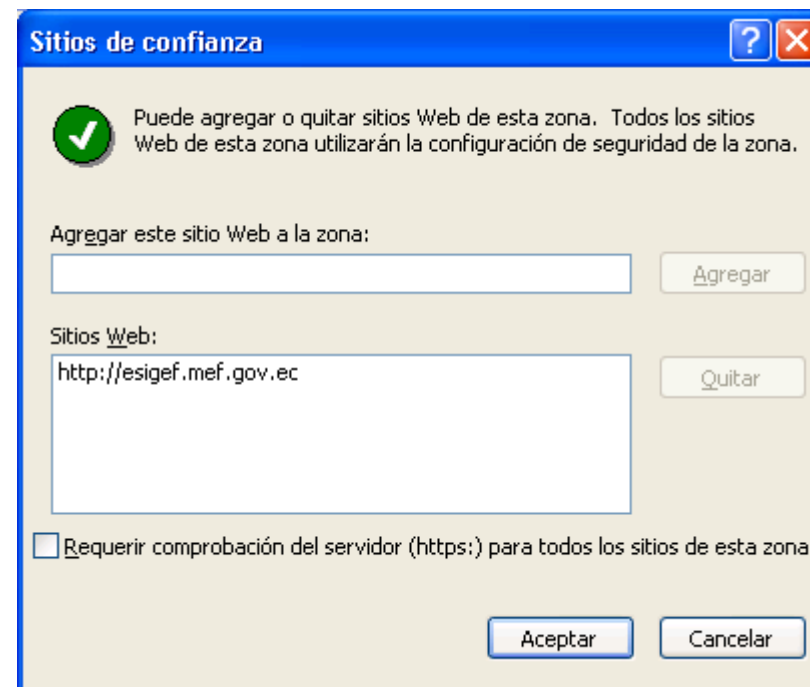 Sitios de confianza
Puede agregar o quitar sitios Web de esta zona. Todos los sitios
Web de esta zona utilizarán la configuración de seguridad de la zona.
Agregar este sitio Web a la zona:
Agregar
Sitios Web:
http://esigef.mef.gov.ec
Quitar
Requerir comprobación del servidor (https:) para todos los sitios de esta zona
Aceptar
Cancelar